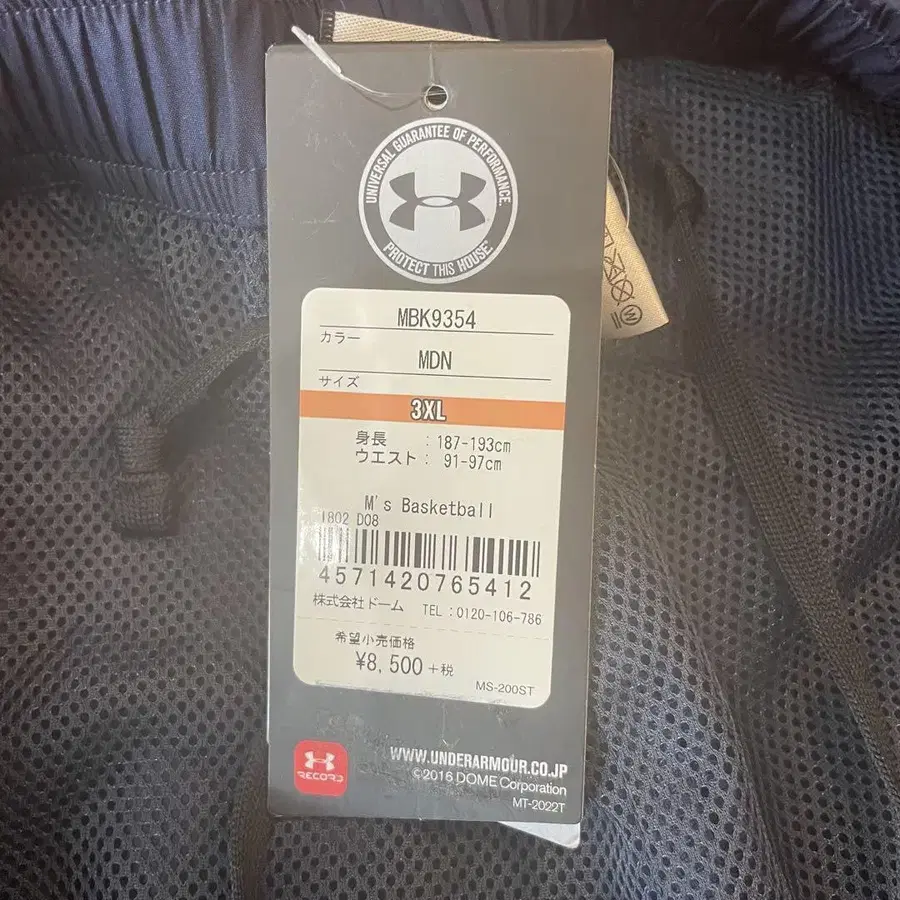 UNIVERSAL GUARANTEE OF PERFORMANCE.
PROTECT THIS HOUSE.®
MBK9354
カラー
MDN
サイズ
3XL
身長 : 187-193cm
ウエスト : 91-97cm
M's Basketball
1802 D08
4571420765412
株式会社ドーム TEL : 0120-106-786
希望小売価格
¥8,500+税
MS-200ST
RECORD
WWW.UNDERARMOUR.CO.JP
©2016 DOME Corporation
MT-2022T
W